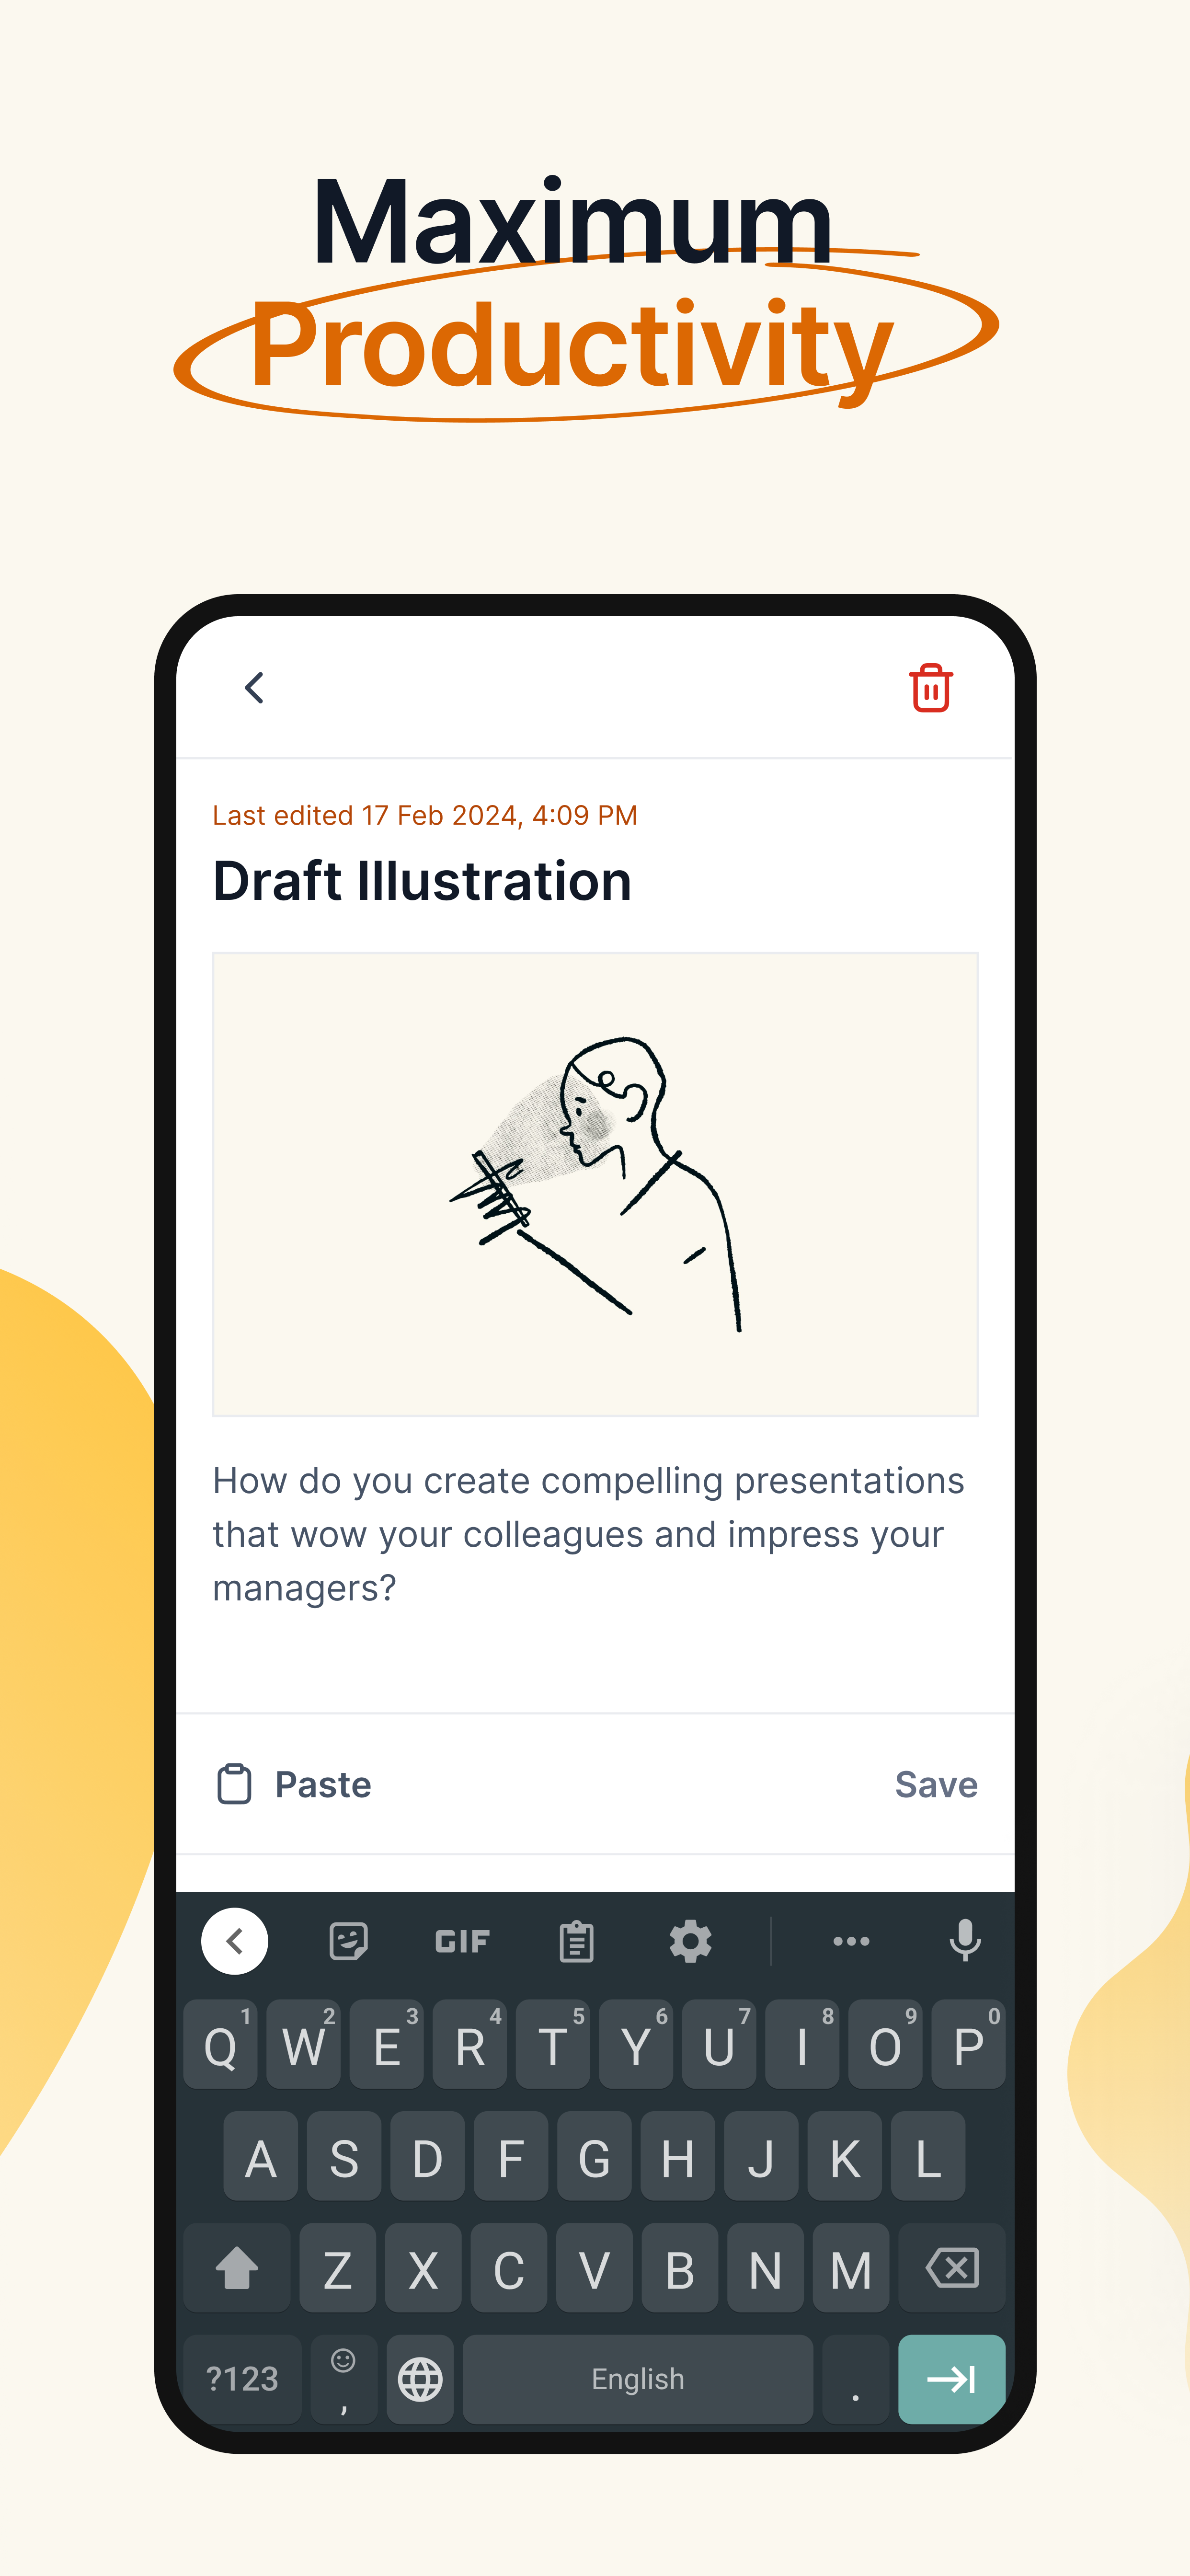 Maximum
Productivity
Last edited 17 Feb 2024, 4:09 PM
Draft Illustration
How do you create compelling presentations
that wow your colleagues and impress your
managers?
Paste Save
GIF
1 2 3 4 5 6 7 8 9 0
Q W E R T Y U I O P
A S D F G H J K L
Z X C V B N M
?123 , English .